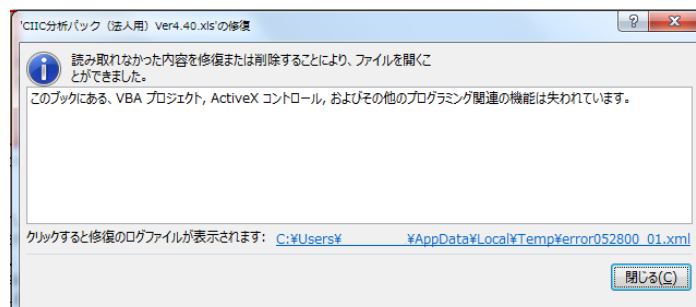 'CIIC分析パック（法人用）Ver4.40.xls'の修復
読み取れなかった内容を修復または削除することにより、ファイルを開くこ
とができました。
このブックにある、VBA プロジェクト, ActiveX コントロール, およびその他のプログラミング関連の機能は失われています。
クリックすると修復のログファイルが表示されます: C:¥Users¥ ¥AppData¥Local¥Temp¥error052800_01.xml
閉じる(C)